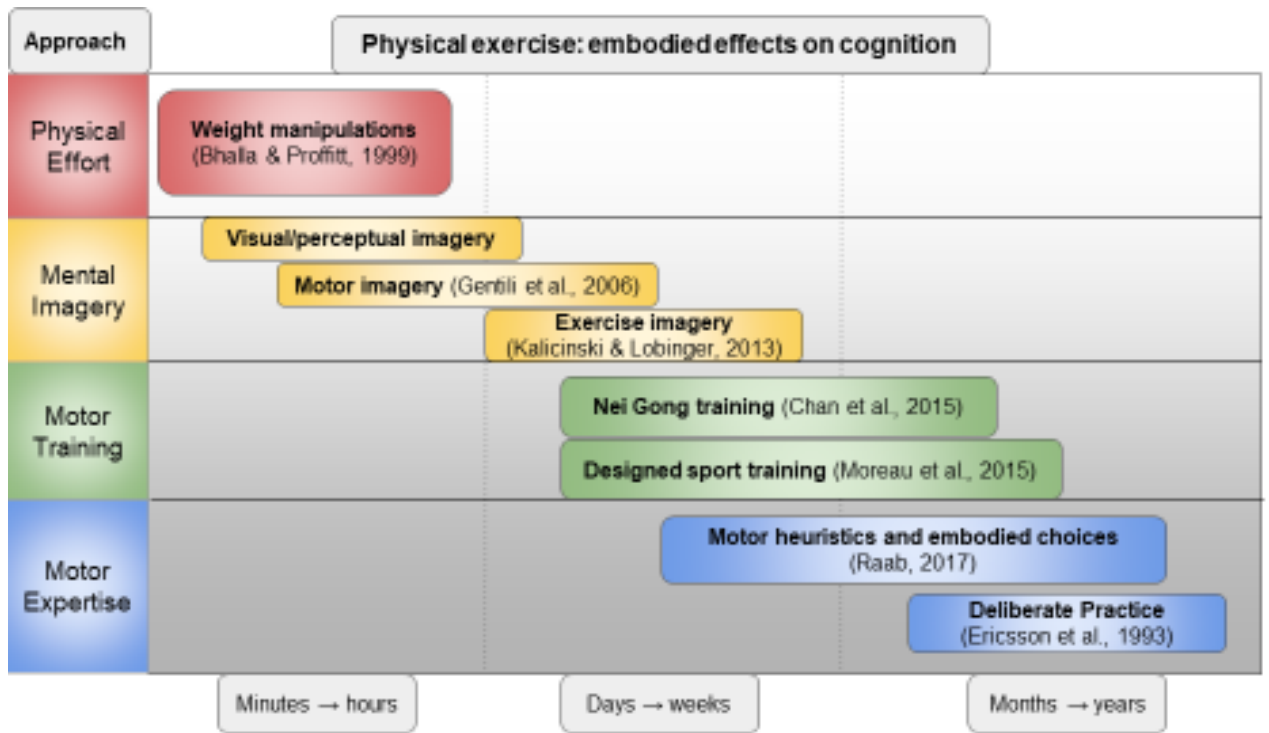 Approach
Physical exercise: embodied effects on cognition
Physical
Effort
Weight manipulations
(Bhalla & Proffitt, 1999)
Mental
Imagery
Visual/perceptual imagery
Motor imagery (Gentili et al., 2006)
Exercise imagery
(Kalicinski & Lobinger, 2013)
Motor
Training
Nei Gong training (Chan et al., 2015)
Designed sport training (Moreau et al., 2015)
Motor
Expertise
Motor heuristics and embodied choices
(Raab, 2017)
Deliberate Practice
(Ericsson et al., 1993)
Minutes → hours
Days → weeks
Months → years